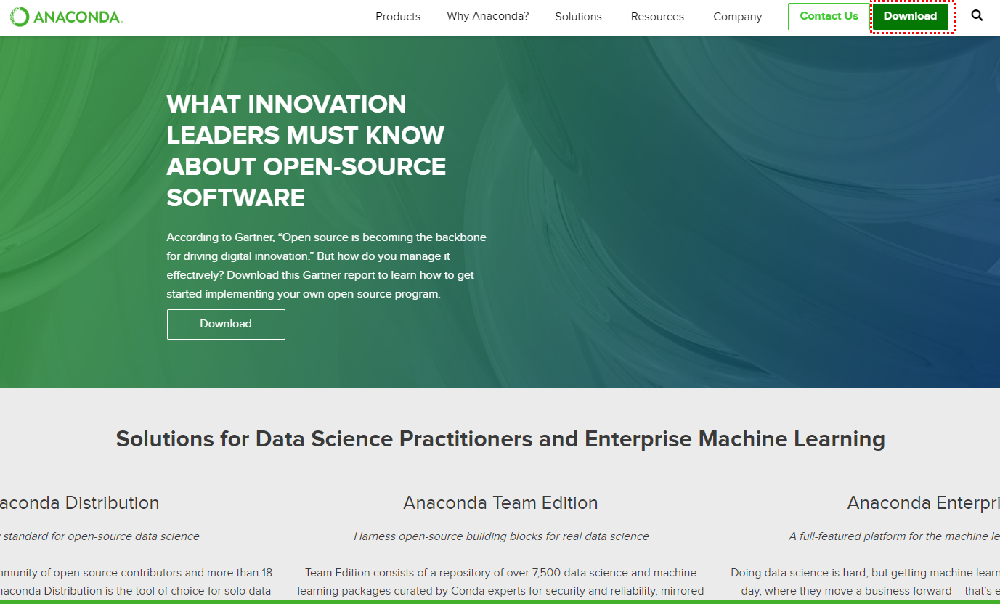 ANACONDA.
Products Why Anaconda? Solutions Resources Company Contact Us Download
WHAT INNOVATION
LEADERS MUST KNOW
ABOUT OPEN-SOURCE
SOFTWARE
According to Gartner, “Open source is becoming the backbone
for driving digital innovation.” But how do you manage it
effectively? Download this Gartner report to learn how to get
started implementing your own open-source program.
Download
Solutions for Data Science Practitioners and Enterprise Machine Learning
aconda Distribution
standard for open-source data science
mmunity of open-source contributors and more than 18
naconda Distribution is the tool of choice for solo data
Anaconda Team Edition
Harness open-source building blocks for real data science
Team Edition consists of a repository of over 7,500 data science and machine
learning packages curated by Conda experts for security and reliability, mirrored
Anaconda Enterpri
A full-featured platform for the machine le
Doing data science is hard, but getting machine learn
day, where they move a business forward – that’s e